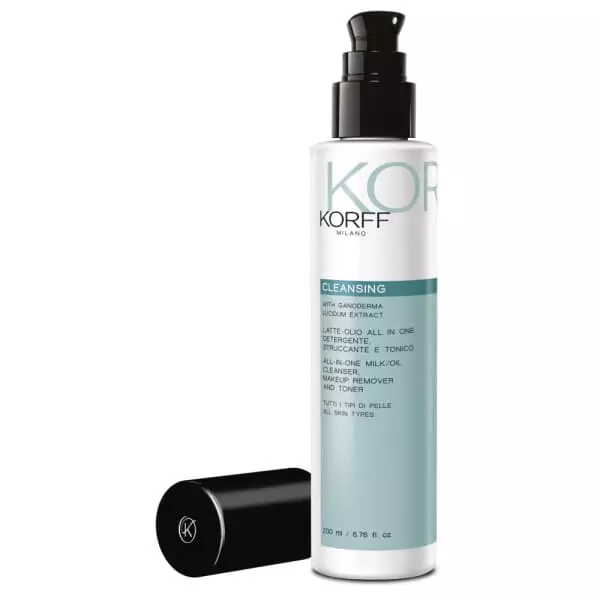 KOR
KORFF
MILANO
CLEANSING
WITH GANODERMA
LUCIDUM EXTRACT
LATTE-OLIO ALL IN ONE
DETERGENTE,
STRUCCANTE E TONICO
ALL-IN-ONE MILK/OIL
CLEANSER,
MAKEUP REMOVER
AND TONER
TUTTI I TIPI DI PELLE
ALL SKIN TYPES
200 ml / 6.76 fl. oz
K